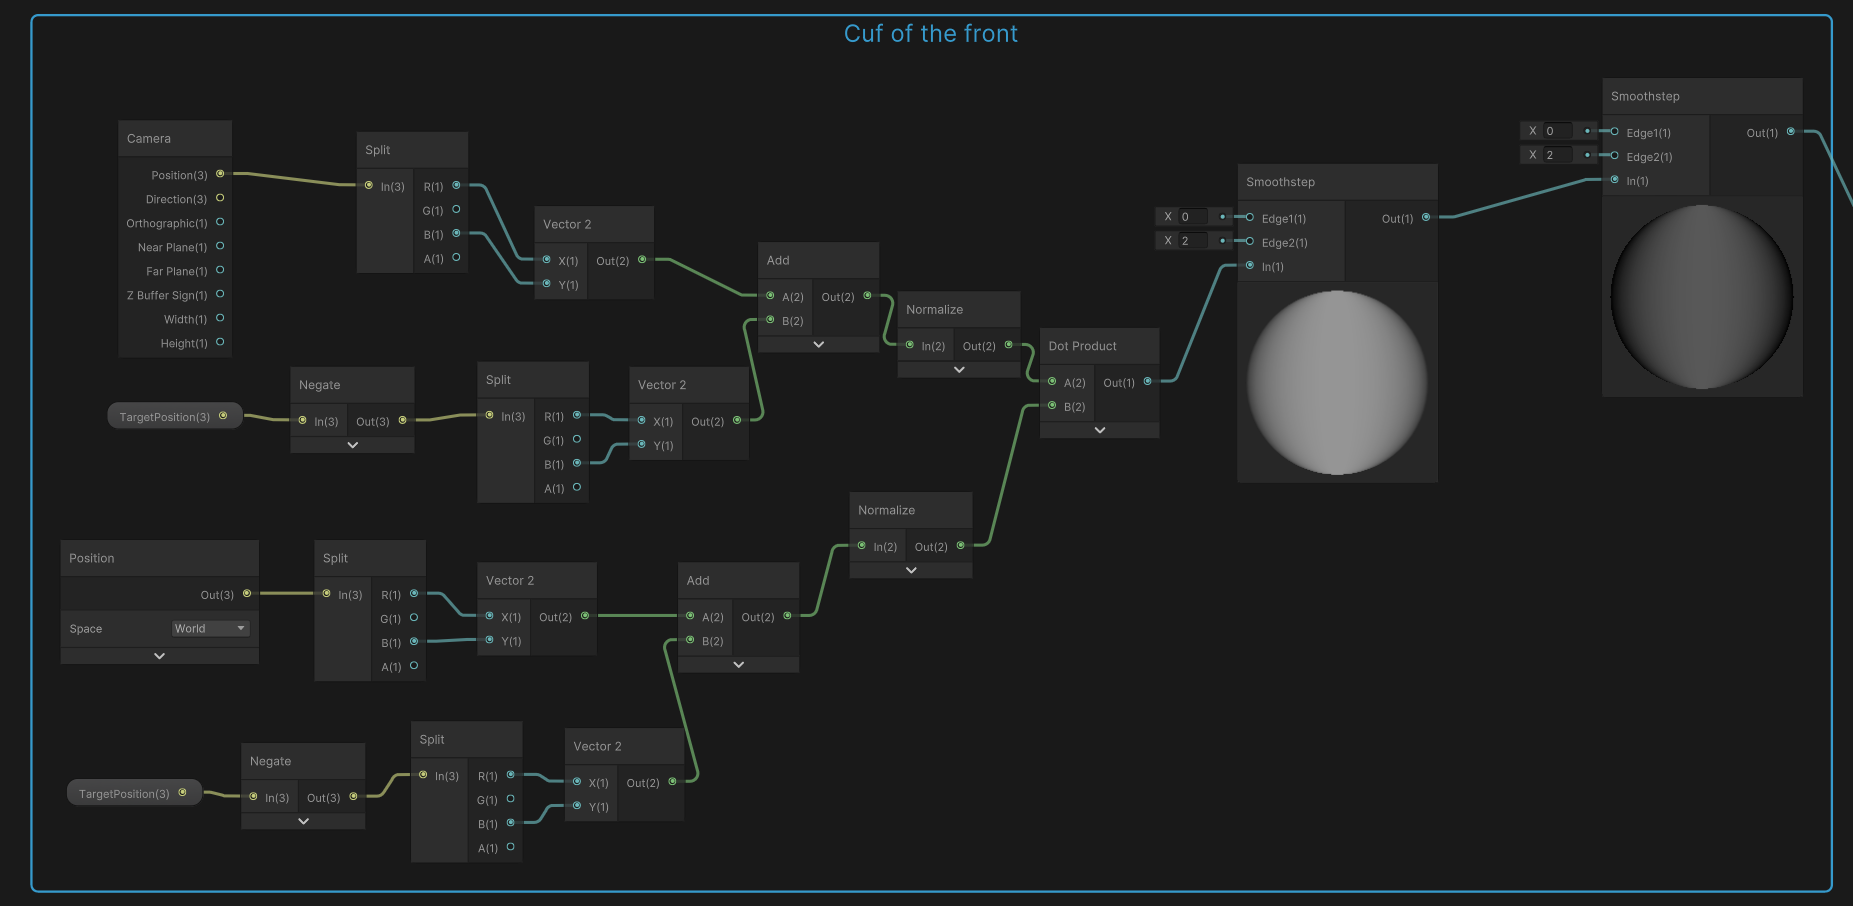 Cuf of the front
Camera
Position(3)
Direction(3)
Orthographic(1)
Near Plane(1)
Far Plane(1)
Z Buffer Sign(1)
Width(1)
Height(1)
Split
In(3) R(1)
G(1)
B(1)
A(1)
Vector 2
X(1) Out(2)
Y(1)
TargetPosition(3)
Negate
In(3) Out(3)
Split
In(3) R(1)
G(1)
B(1)
A(1)
Vector 2
X(1) Out(2)
Y(1)
Add
A(2) Out(2)
B(2)
Normalize
In(2) Out(2)
Dot Product
A(2) Out(1)
B(2)
Smoothstep
X 0 Edge1(1) Out(1)
X 2 Edge2(1)
In(1)
Smoothstep
X 0 Edge1(1) Out(1)
X 2 Edge2(1)
In(1)
Position
Out(3)
Space World
Split
In(3) R(1)
G(1)
B(1)
A(1)
Vector 2
X(1) Out(2)
Y(1)
Add
A(2) Out(2)
B(2)
Normalize
In(2) Out(2)
TargetPosition(3)
Negate
In(3) Out(3)
Split
In(3) R(1)
G(1)
B(1)
A(1)
Vector 2
X(1) Out(2)
Y(1)